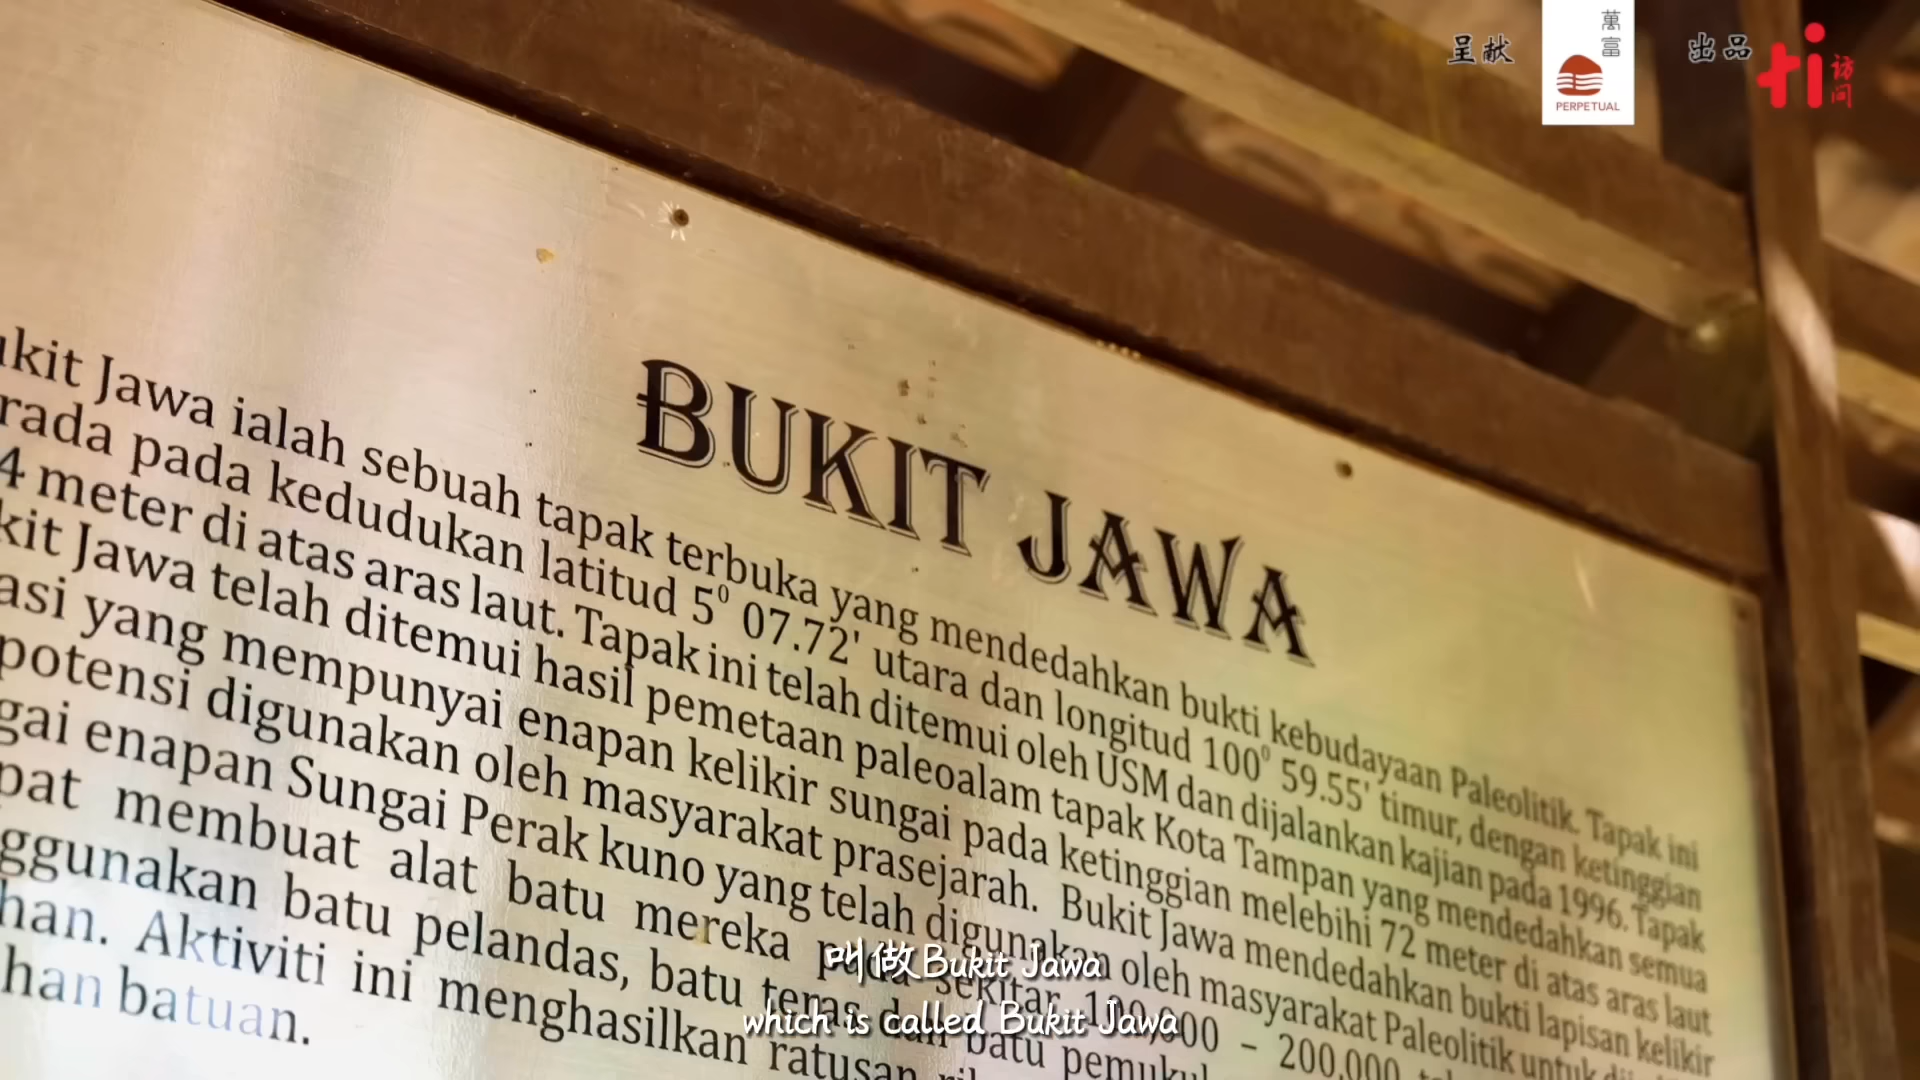 呈献
萬富
PERPETUAL
出品
ti
访问
BUKIT JAWA
Jawa ialah sebuah tapak terbuka yang mendedahkan bukti kebudayaan Paleolitik. Tapak ini
pada kedudukan latitud 5⁰ 07.72' utara dan longitud 100⁰ 59.55' timur, dengan ketinggian
4 meter di atas aras laut. Tapak ini telah ditemui oleh USM dan dijalankan kajian pada 1996. Tapak
Jawa telah ditemui hasil pemetaan paleoalam tapak Kota Tampan yang mendedahkan semua
asi yang mempunyai enapan kelikir sungai pada ketinggian melebihi 72 meter di atas aras laut
potensi digunakan oleh masyarakat prasejarah. Bukit Jawa mendedahkan bukti lapisan kelikir
gai enapan Sungai Perak kuno yang telah digunakan oleh masyarakat Paleolitik untuk
pat membuat alat batu mereka pada sekitar 100,000 – 200,000
ggunakan batu pelandas, batu teras dan batu pemukul
han. Aktiviti ini menghasilkan ratusan
han batuan.
叫做Bukit Jawa
which is called Bukit Jawa